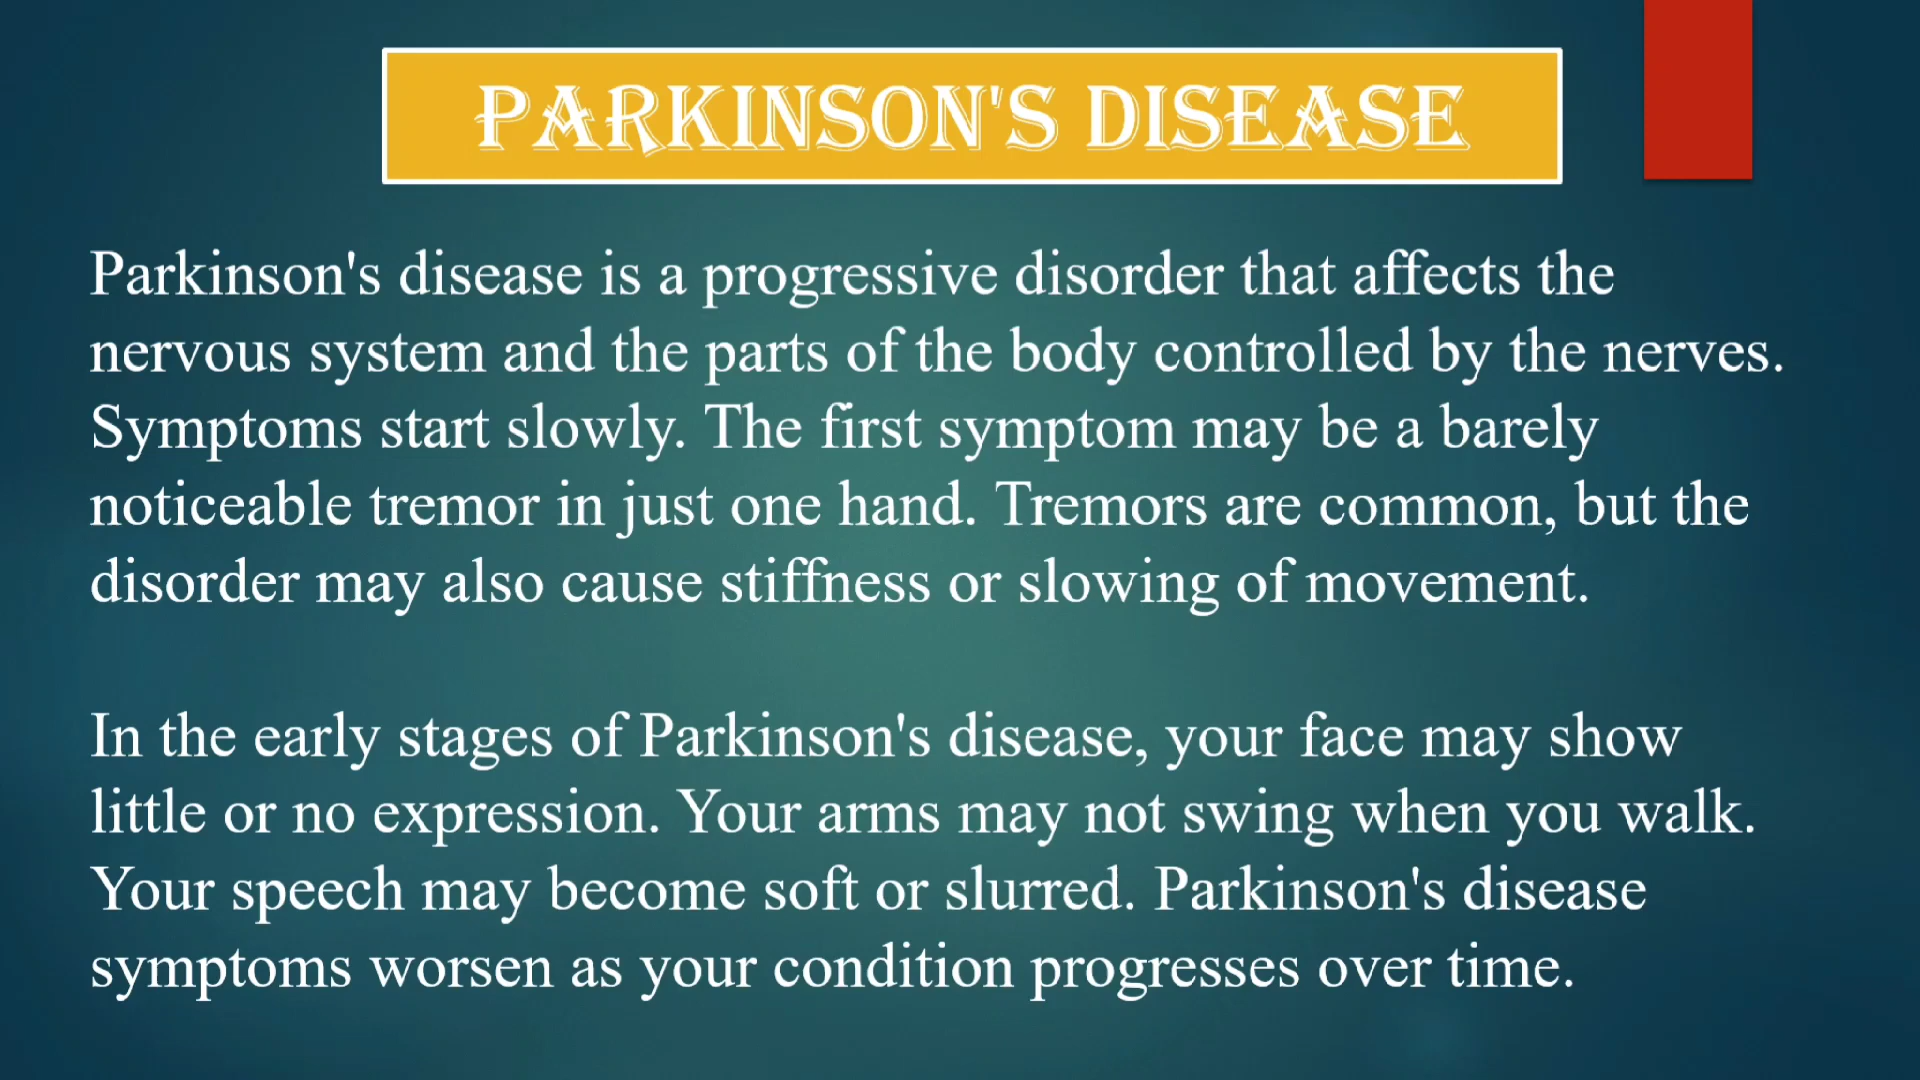 PARKINSON'S DISEASE
Parkinson's disease is a progressive disorder that affects the
nervous system and the parts of the body controlled by the nerves.
Symptoms start slowly. The first symptom may be a barely
noticeable tremor in just one hand. Tremors are common, but the
disorder may also cause stiffness or slowing of movement.
In the early stages of Parkinson's disease, your face may show
little or no expression. Your arms may not swing when you walk.
Your speech may become soft or slurred. Parkinson's disease
symptoms worsen as your condition progresses over time.